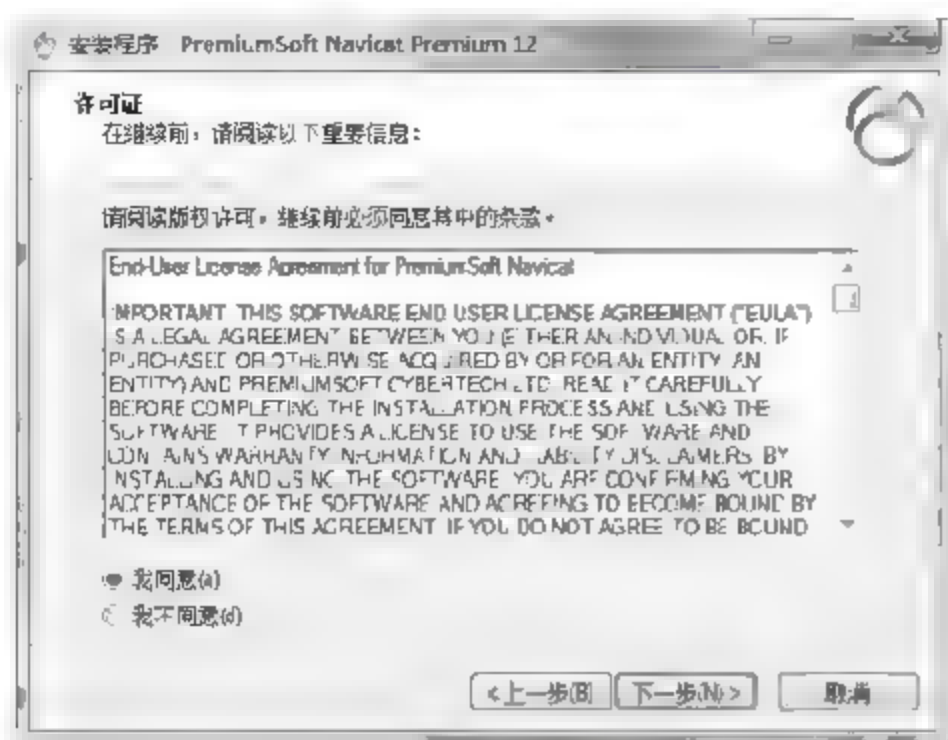 安装程序 PremiumSoft Navicat Premium 12
许可证
在继续前，请阅读以下重要信息：
请阅读版权许可，继续前必须同意其中的条款。
End-User License Agreement for PremiumSoft Navicat
IMPORTANT THIS SOFTWARE END USER LICENSE AGREEMENT ("EULA")
IS A LEGAL AGREEMENT BETWEEN YOU (EITHER AN INDIVIDUAL OR, IF
PURCHASED OR OTHERWISE ACQUIRED BY OR FOR AN ENTITY, AN
ENTITY) AND PREMIUMSOFT CYBERTECH LTD. READ IT CAREFULLY
BEFORE COMPLETING THE INSTALLATION PROCESS AND USING THE
SOFTWARE. IT PROVIDES A LICENSE TO USE THE SOFTWARE AND
CONTAINS WARRANTY INFORMATION AND LIABILITY DISCLAIMERS. BY
INSTALLING AND USING THE SOFTWARE, YOU ARE CONFIRMING YOUR
ACCEPTANCE OF THE SOFTWARE AND AGREEING TO BECOME BOUND BY
THE TERMS OF THIS AGREEMENT. IF YOU DO NOT AGREE TO BE BOUND
我同意(a)
我不同意(d)
<上一步(B) 下一步(N)> 取消